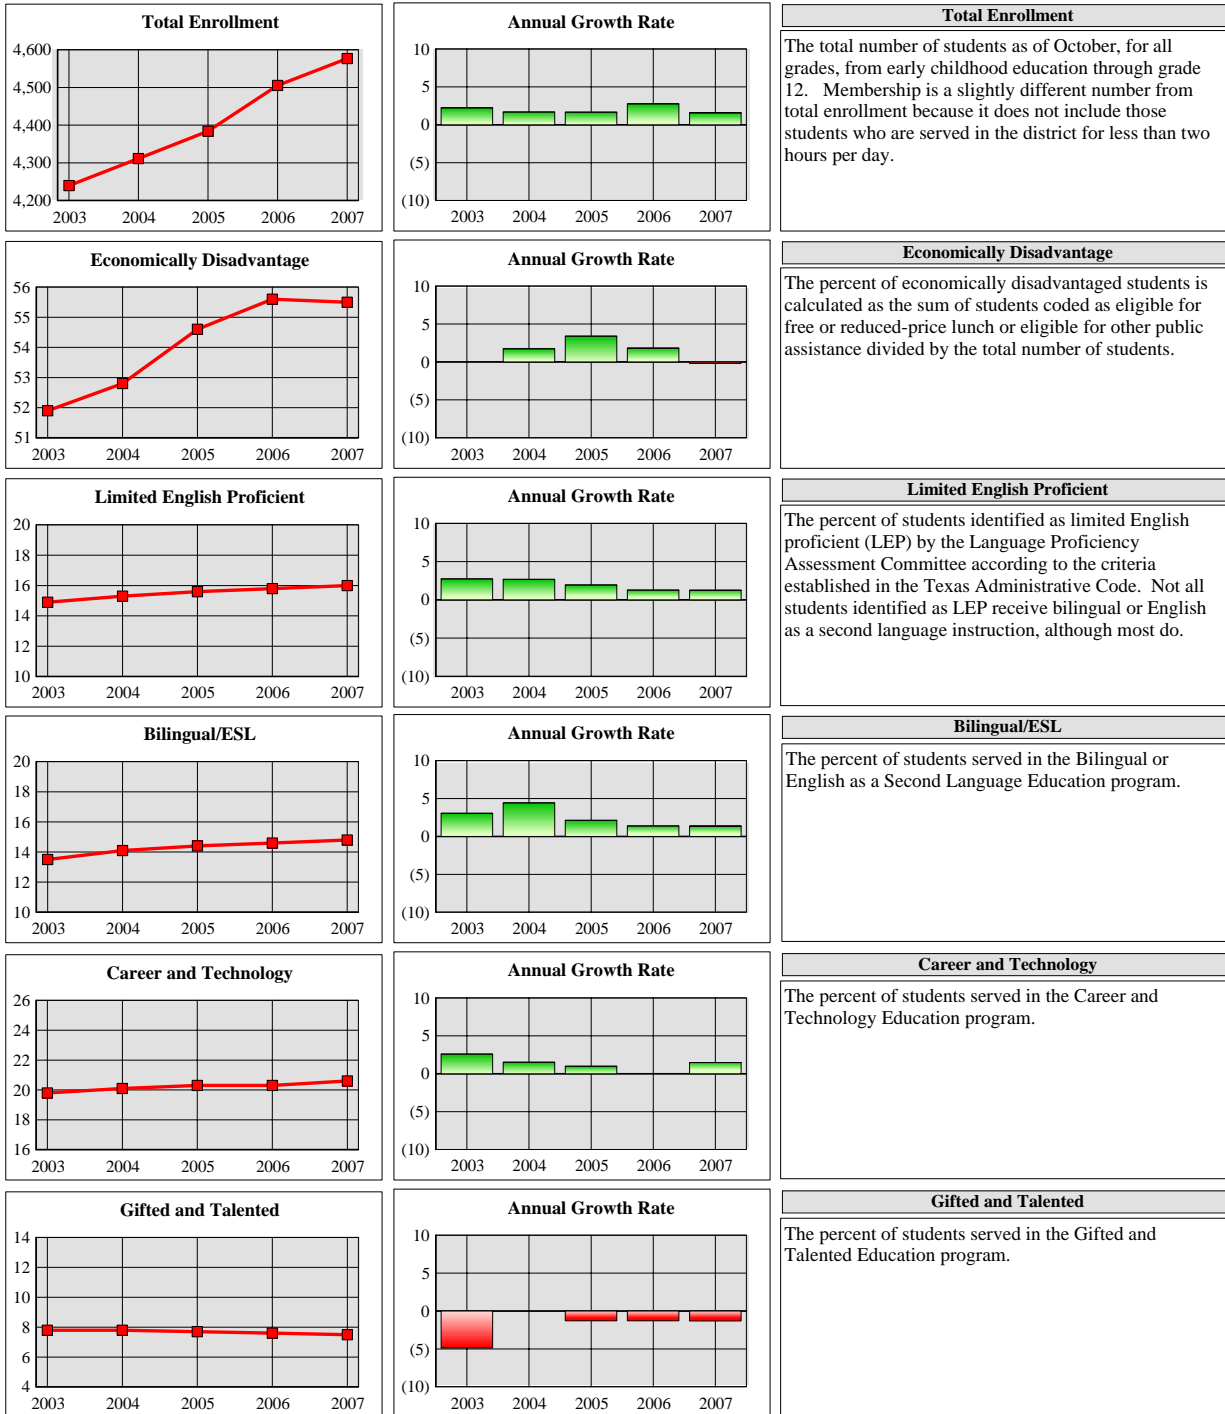 Total Enrollment
4,600
4,500
4,400
4,300
4,200
2003 2004 2005 2006 2007
Annual Growth Rate
10
5
0
(5)
(10)
2003 2004 2005 2006 2007
Total Enrollment
The total number of students as of October, for all
grades, from early childhood education through grade
12. Membership is a slightly different number from
total enrollment because it does not include those
students who are served in the district for less than two
hours per day.
Economically Disadvantage
56
55
54
53
52
51
2003 2004 2005 2006 2007
Annual Growth Rate
10
5
0
(5)
(10)
2003 2004 2005 2006 2007
Economically Disadvantage
The percent of economically disadvantaged students is
calculated as the sum of students coded as eligible for
free or reduced-price lunch or eligible for other public
assistance divided by the total number of students.
Limited English Proficient
20
18
16
14
12
10
2003 2004 2005 2006 2007
Annual Growth Rate
10
5
0
(5)
(10)
2003 2004 2005 2006 2007
Limited English Proficient
The percent of students identified as limited English
proficient (LEP) by the Language Proficiency
Assessment Committee according to the criteria
established in the Texas Administrative Code. Not all
students identified as LEP receive bilingual or English
as a second language instruction, although most do.
Bilingual/ESL
20
18
16
14
12
10
2003 2004 2005 2006 2007
Annual Growth Rate
10
5
0
(5)
(10)
2003 2004 2005 2006 2007
Bilingual/ESL
The percent of students served in the Bilingual or
English as a Second Language Education program.
Career and Technology
26
24
22
20
18
16
2003 2004 2005 2006 2007
Annual Growth Rate
10
5
0
(5)
(10)
2003 2004 2005 2006 2007
Career and Technology
The percent of students served in the Career and
Technology Education program.
Gifted and Talented
14
12
10
8
6
4
2003 2004 2005 2006 2007
Annual Growth Rate
10
5
0
(5)
(10)
2003 2004 2005 2006 2007
Gifted and Talented
The percent of students served in the Gifted and
Talented Education program.